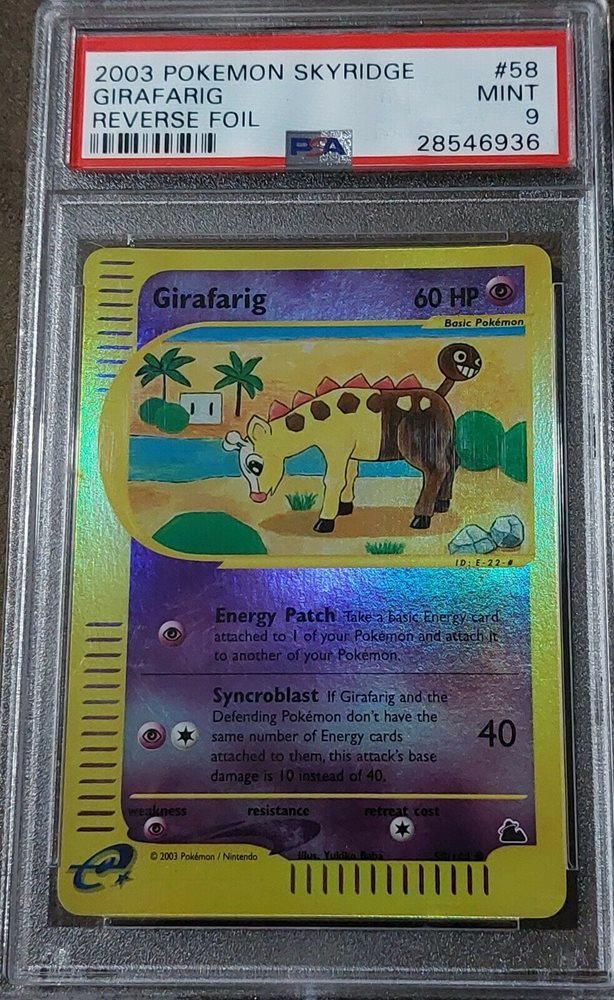 2003 POKEMON SKYRIDGE #58
GIRAFARIG MINT
REVERSE FOIL 9
PSA 28546936
Girafarig 60 HP
Basic Pokémon
ID: E-22-#
Energy Patch Take a basic Energy card
attached to 1 of your Pokémon and attach it
to another of your Pokémon.
Syncroblast If Girafarig and the
Defending Pokémon don't have the
same number of Energy cards
attached to them, this attack's base
damage is 10 instead of 40.
40
weakness resistance retreat cost
© 2003 Pokémon / Nintendo Illus. Yukiko Baba
e